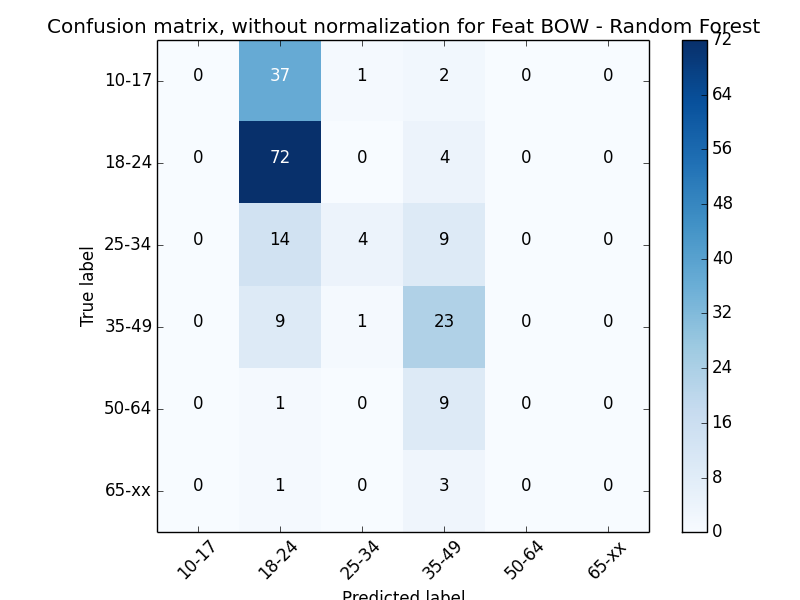 Confusion matrix, without normalization for Feat BOW - Random Forest
True label
10-17 0 37 1 2 0 0
18-24 0 72 0 4 0 0
25-34 0 14 4 9 0 0
35-49 0 9 1 23 0 0
50-64 0 1 0 9 0 0
65-xx 0 1 0 3 0 0
10-17 18-24 25-34 35-49 50-64 65-xx
Predicted label
72
64
56
48
40
32
24
16
8
0